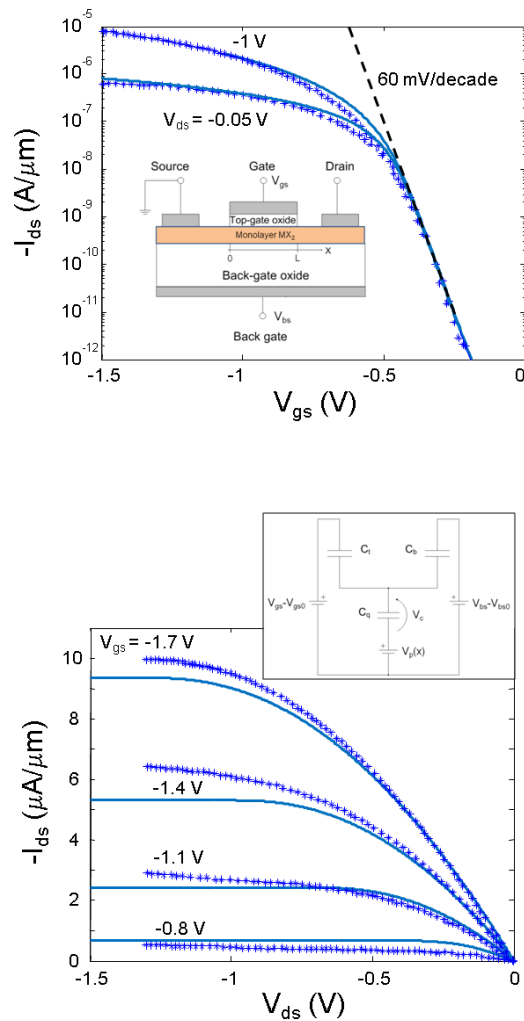 10⁻⁵
10⁻⁶
10⁻⁷
10⁻⁸
10⁻⁹
10⁻¹⁰
10⁻¹¹
10⁻¹²
-I_ds (A/μm)
-1 V
60 mV/decade
V_ds = -0.05 V
Source
Gate
Drain
V_gs
Top-gate oxide
Monolayer MX₂
0
L
X
Back-gate oxide
V_bs
Back gate
-1.5
-1
-0.5
0
V_gs (V)
C_t
C_b
V_gs-V_gs0
C_q
V_c
V_bs-V_bs0
V_p(x)
V_gs = -1.7 V
-1.4 V
-1.1 V
-0.8 V
10
8
6
4
2
0
-I_ds (μA/μm)
-1.5
-1
-0.5
0
V_ds (V)